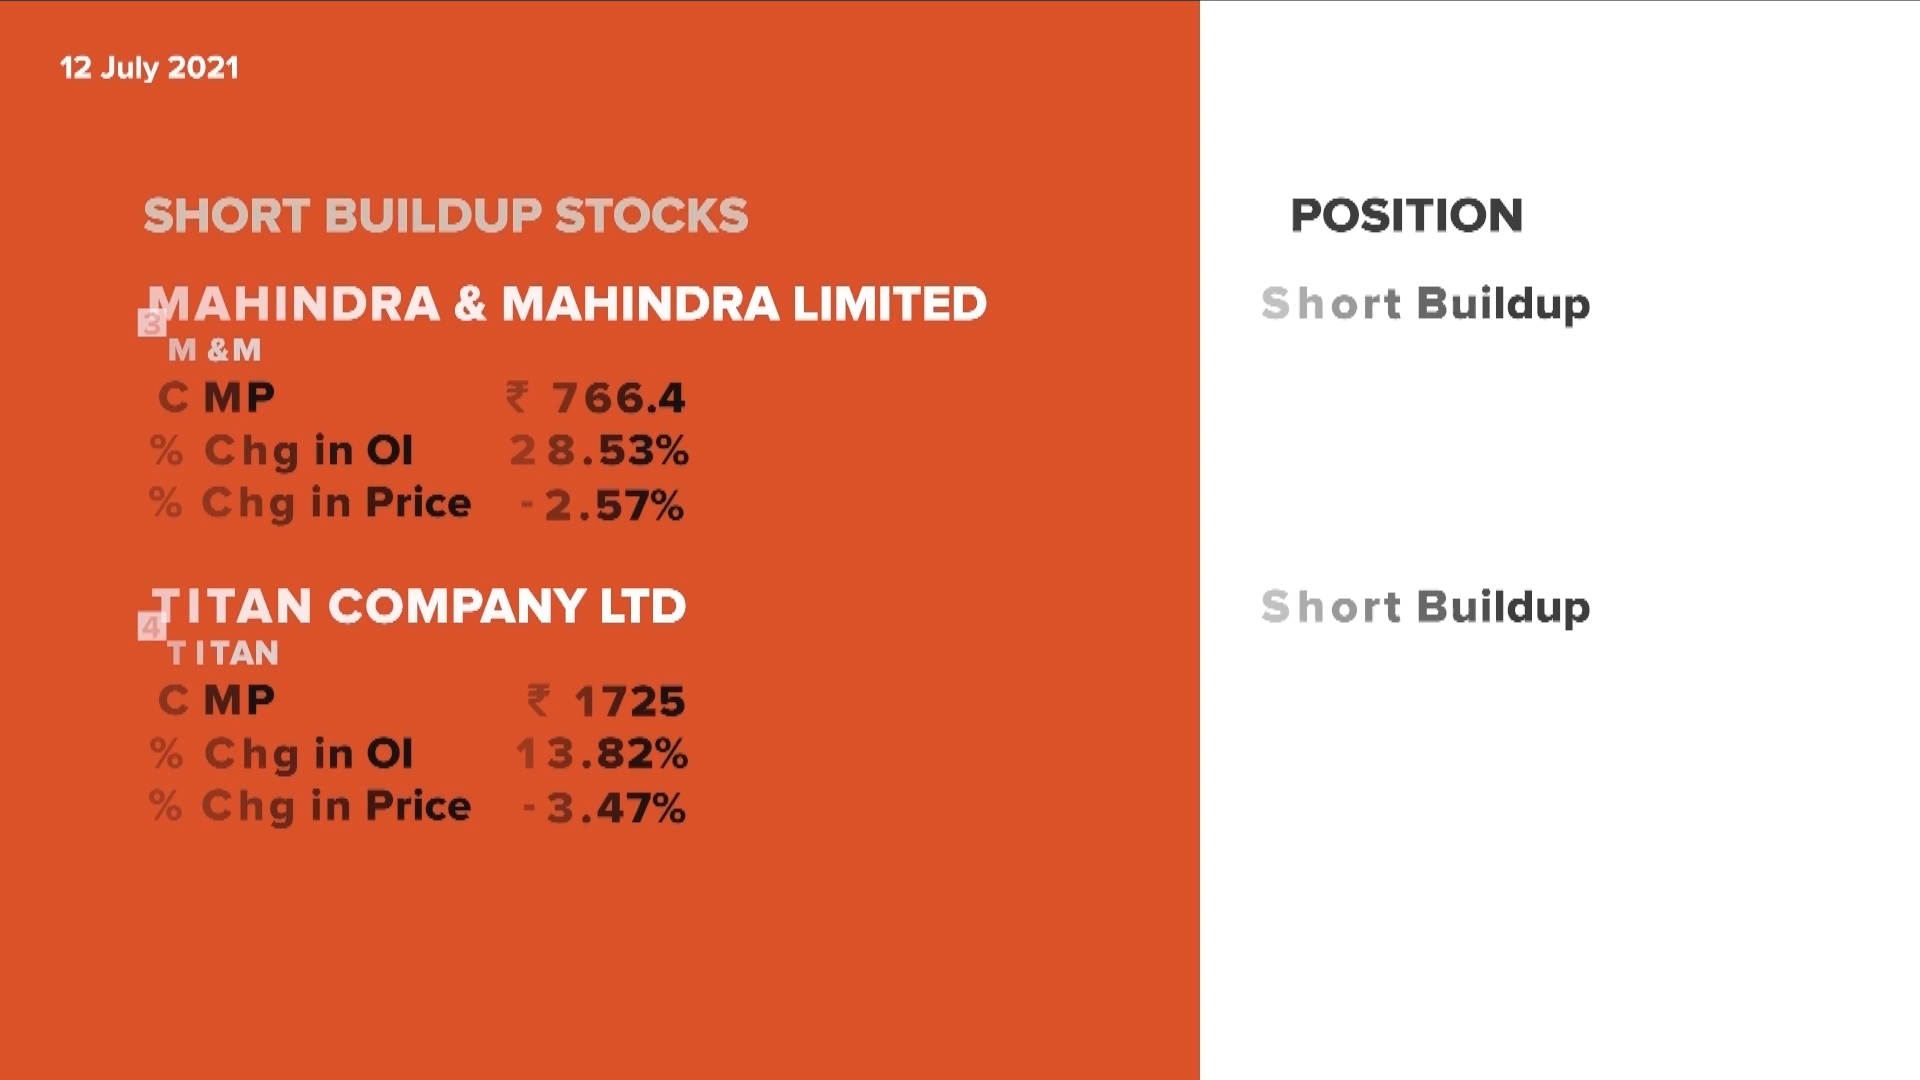 12 July 2021
SHORT BUILDUP STOCKS
POSITION
3 MAHINDRA & MAHINDRA LIMITED
Short Buildup
M&M
CMP ₹ 766.4
% Chg in OI 28.53%
% Chg in Price -2.57%
4 TITAN COMPANY LTD
Short Buildup
TITAN
CMP ₹ 1725
% Chg in OI 13.82%
% Chg in Price -3.47%